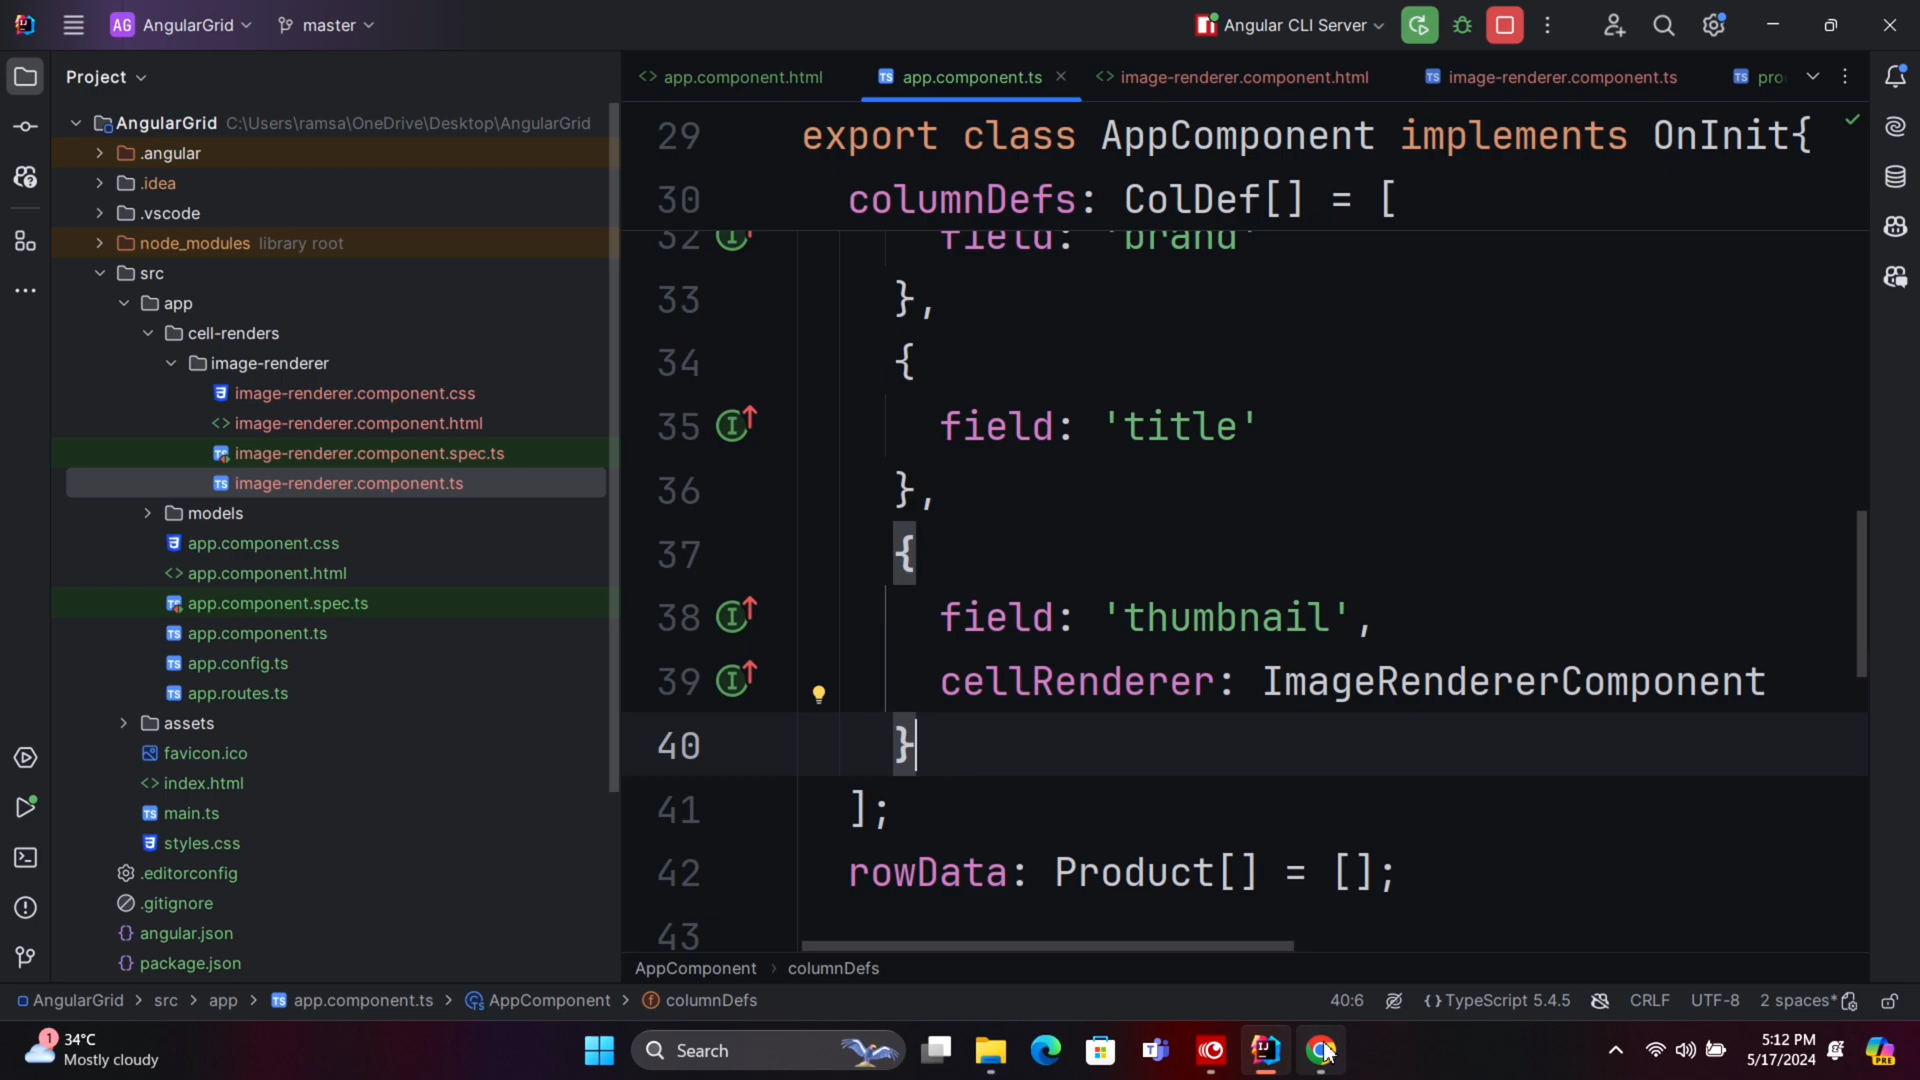 AG AngularGrid master Angular CLI Server
Project
app.component.html app.component.ts image-renderer.component.html image-renderer.component.ts pro
AngularGrid C:\Users\ramsa\OneDrive\Desktop\AngularGrid
.angular
.idea
.vscode
node_modules library root
src
app
cell-renders
image-renderer
image-renderer.component.css
image-renderer.component.html
image-renderer.component.spec.ts
image-renderer.component.ts
models
app.component.css
app.component.html
app.component.spec.ts
app.component.ts
app.config.ts
app.routes.ts
assets
favicon.ico
index.html
main.ts
styles.css
.editorconfig
.gitignore
angular.json
package.json
29 export class AppComponent implements OnInit{
30 columnDefs: ColDef[] = [
32 field: 'brand'
33 },
34 {
35 field: 'title'
36 },
37 {
38 field: 'thumbnail',
39 cellRenderer: ImageRendererComponent
40 }
41 ];
42 rowData: Product[] = [];
43
AppComponent > columnDefs
AngularGrid > src > app > app.component.ts > AppComponent > columnDefs
40:6 {} TypeScript 5.4.5 CRLF UTF-8 2 spaces*
1 34°C
Mostly cloudy
Search
5:12 PM
5/17/2024
PRE